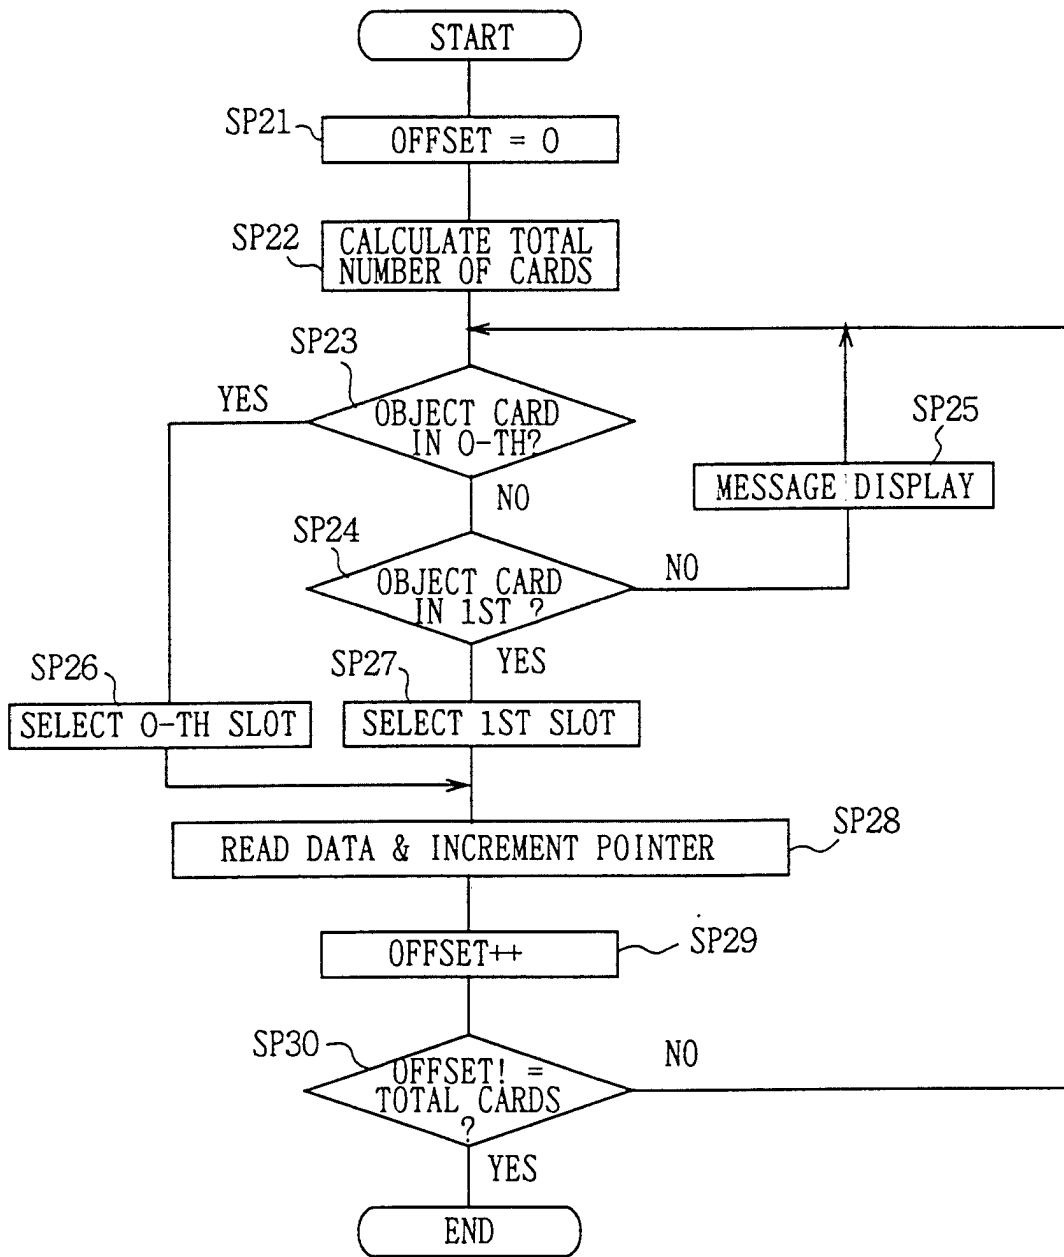 START
SP21
OFFSET = 0
SP22
CALCULATE TOTAL
NUMBER OF CARDS
SP23
YES
OBJECT CARD
IN 0-TH?
SP25
MESSAGE DISPLAY
NO
SP24
OBJECT CARD
IN 1ST ?
NO
YES
SP26
SP27
SELECT 0-TH SLOT
SELECT 1ST SLOT
READ DATA & INCREMENT POINTER
SP28
OFFSET++
SP29
SP30
OFFSET! =
TOTAL CARDS
?
NO
YES
END